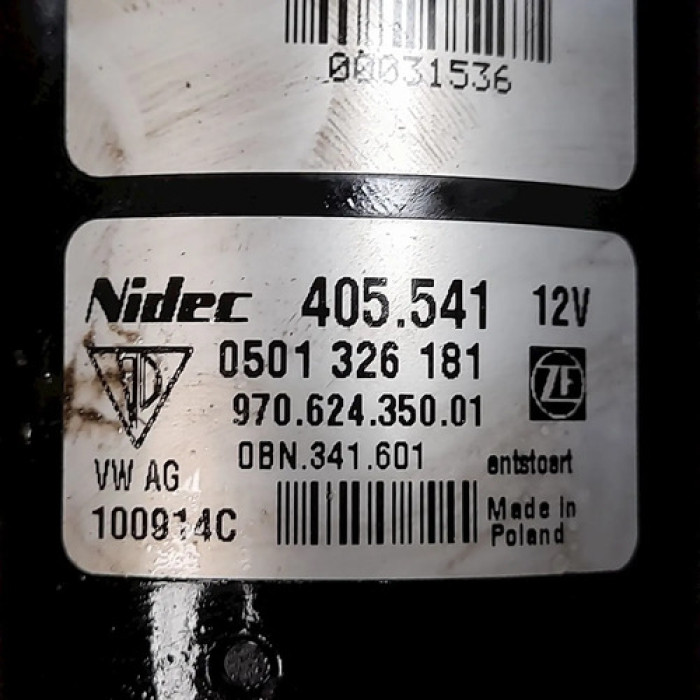 00031536
Nidec 405.541 12V
0501 326 181
ZF
970.624.350.01
0BN.341.601 entstoert
VW AG
100914C
Made in
Poland